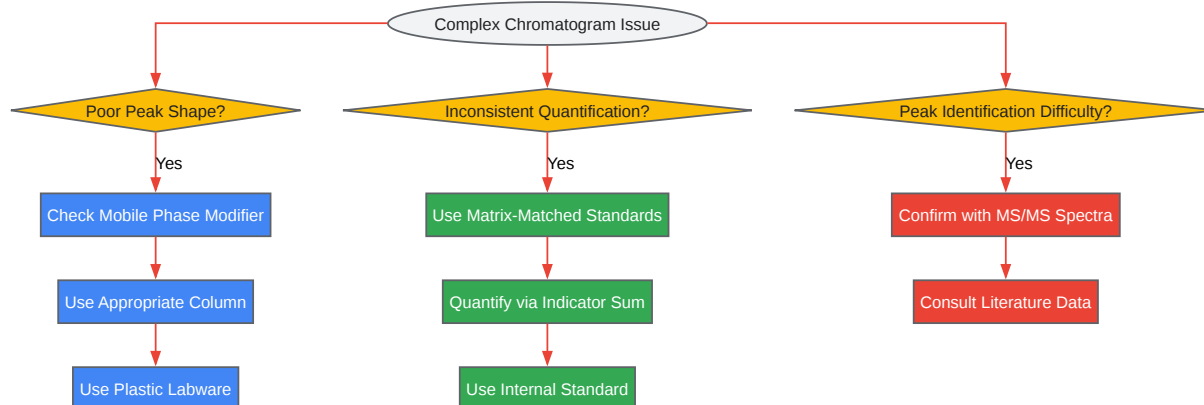 Complex Chromatogram Issue
Poor Peak Shape?
Inconsistent Quantification?
Peak Identification Difficulty?
Yes
Yes
Yes
Check Mobile Phase Modifier
Use Matrix-Matched Standards
Confirm with MS/MS Spectra
Use Appropriate Column
Quantify via Indicator Sum
Consult Literature Data
Use Plastic Labware
Use Internal Standard